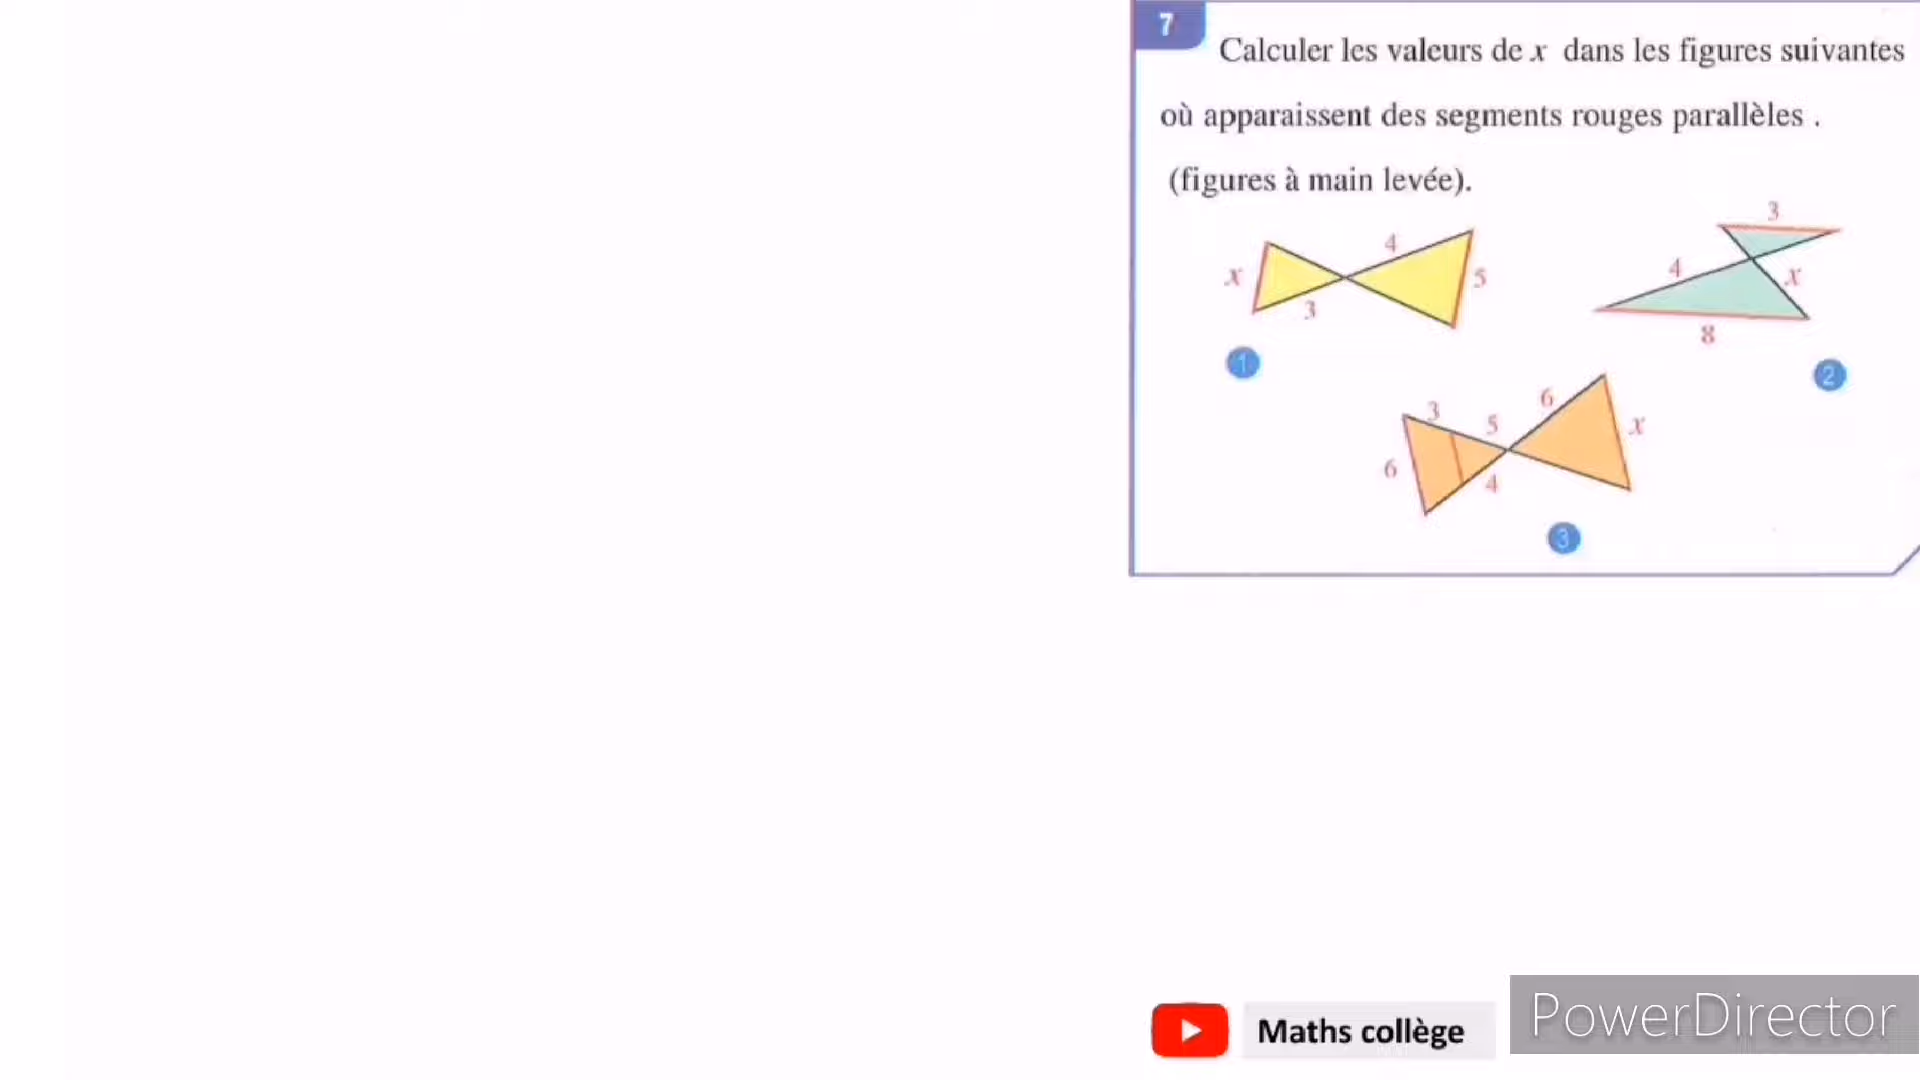 7
Calculer les valeurs de x dans les figures suivantes
où apparaissent des segments rouges parallèles .
(figures à main levée).
3
4
x
5
4
x
3
8
1
2
3
5
6
x
6
4
3
Maths collège
PowerDirector